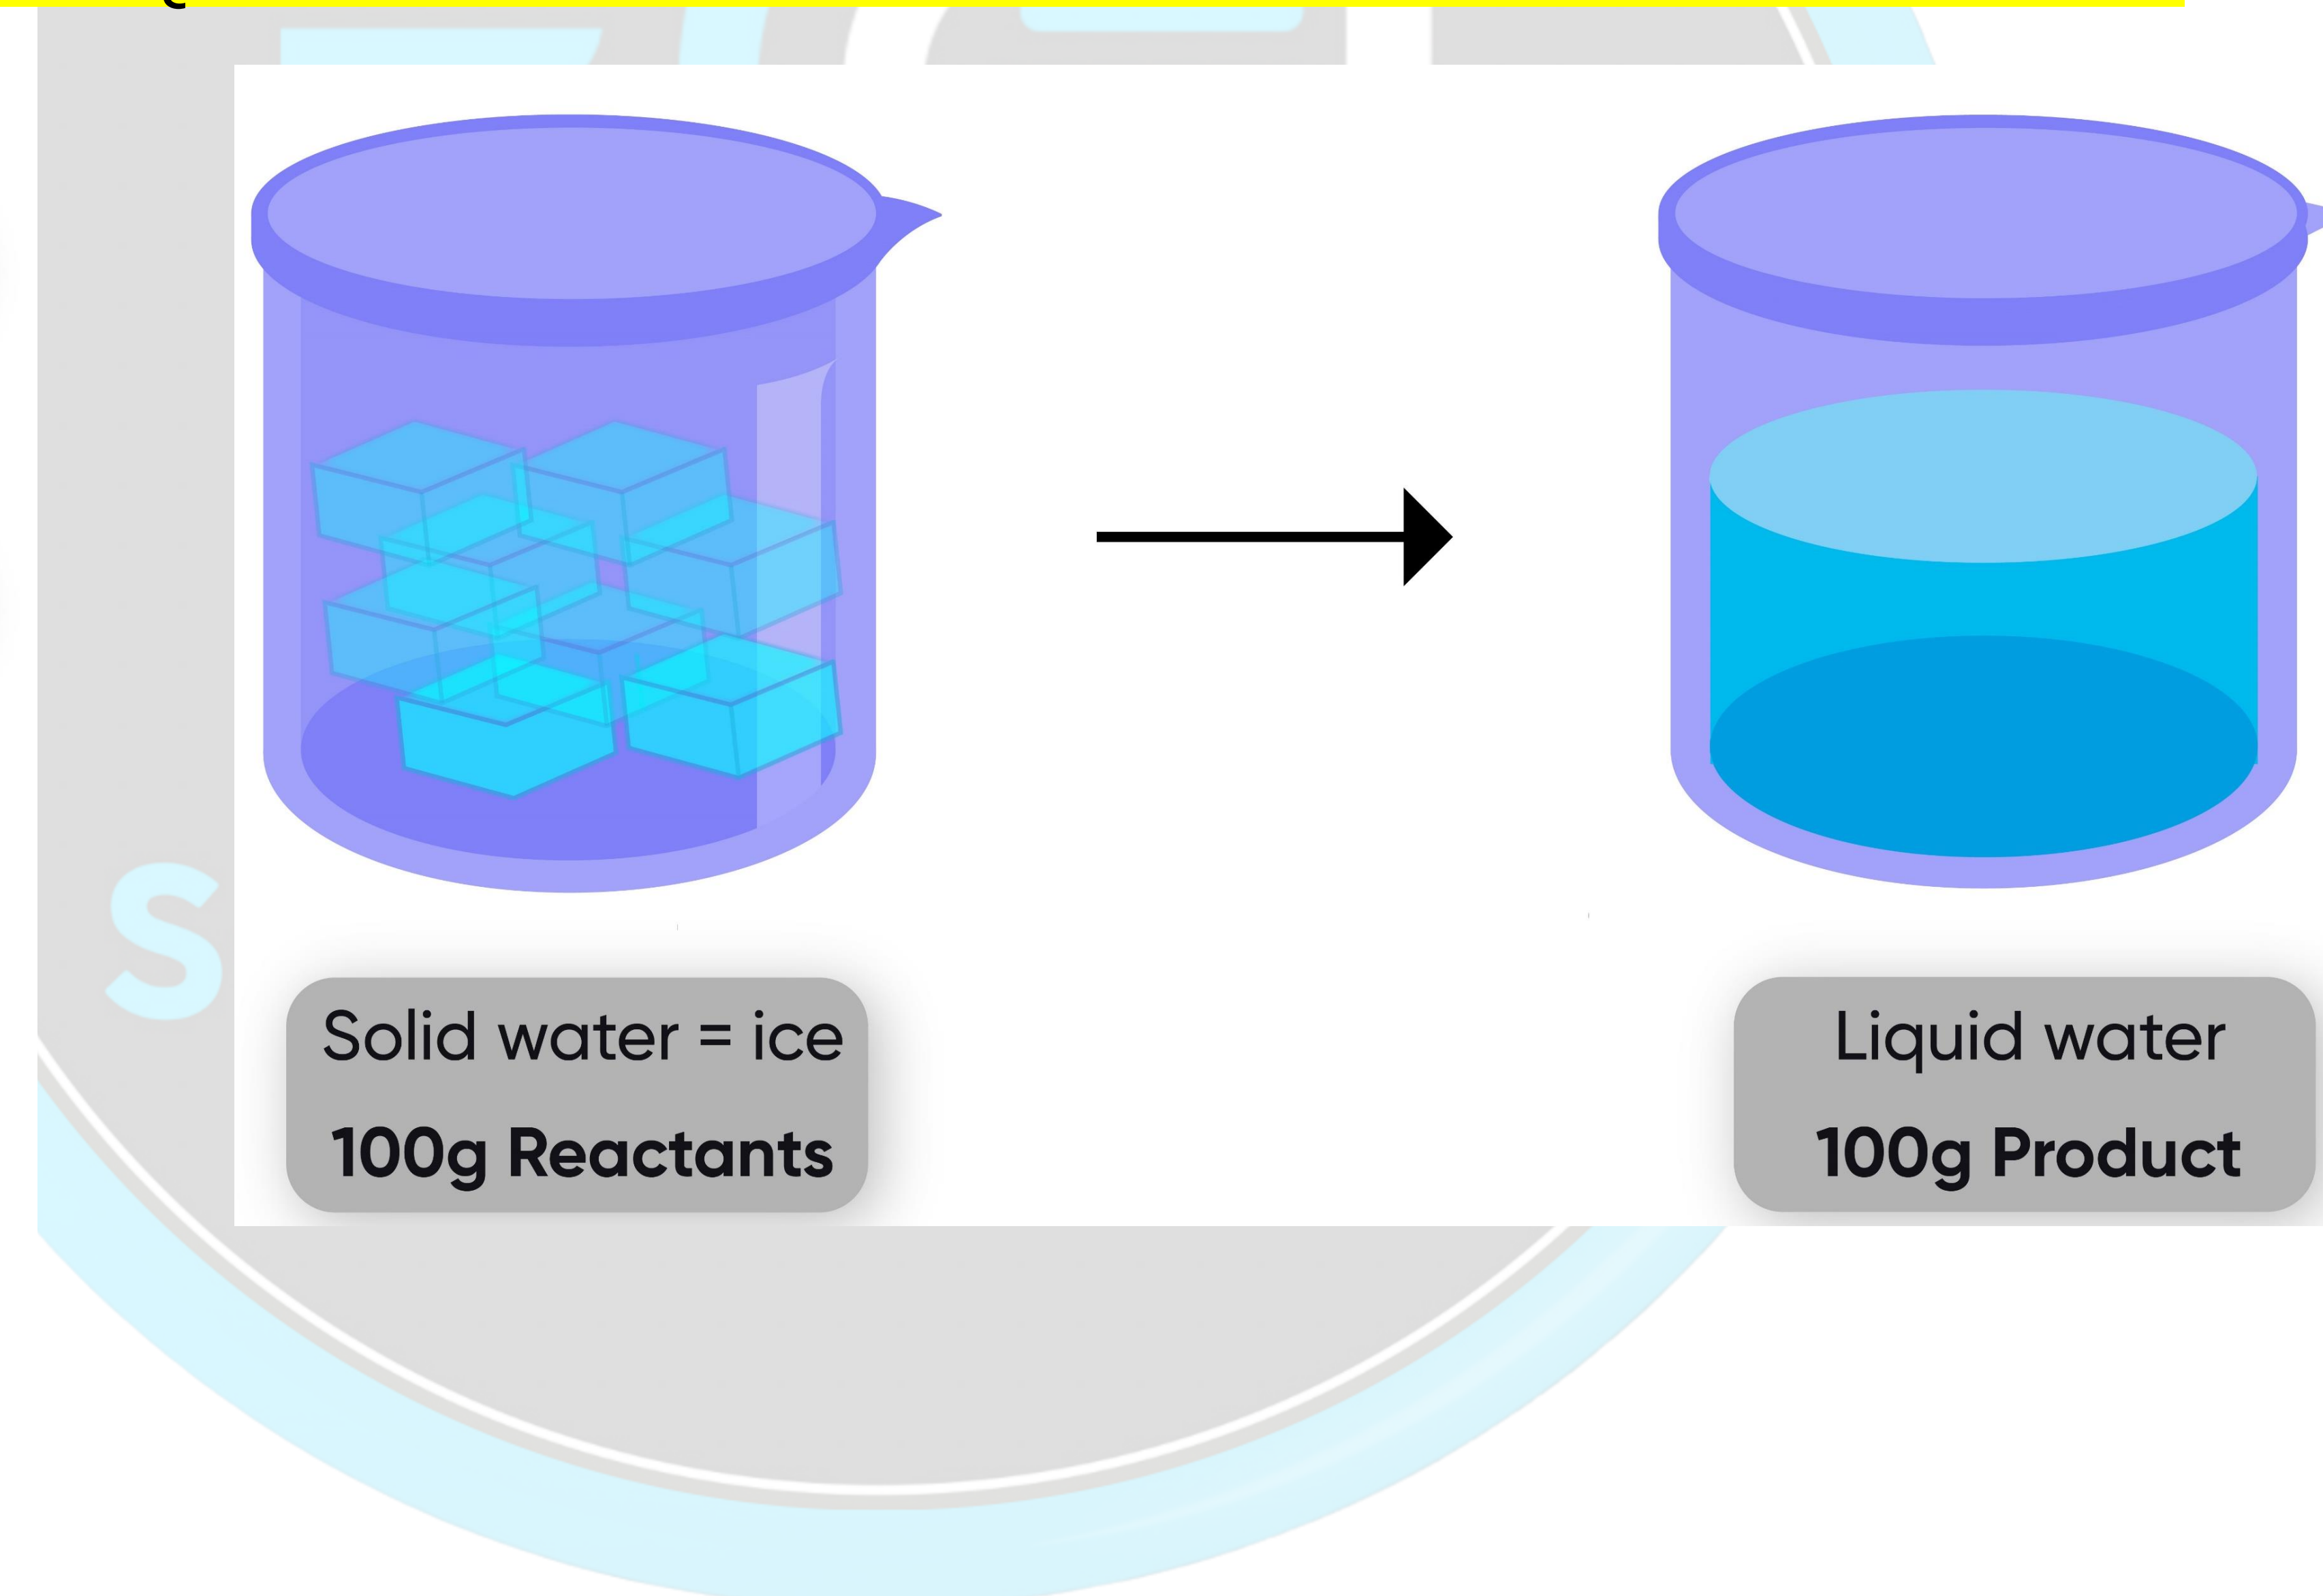 Solid water = ice
100g Reactants
Liquid water
100g Product
S